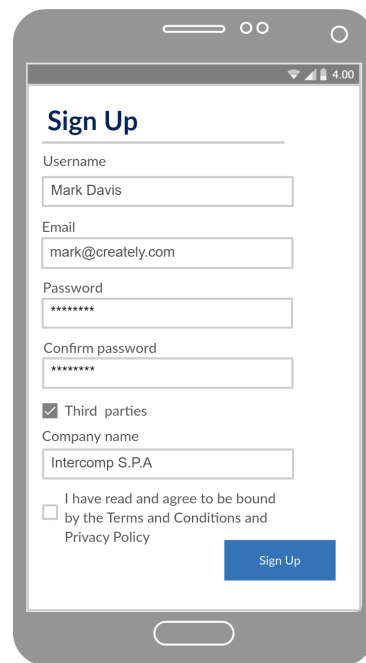 4.00
Sign Up
Username
Mark Davis
Email
mark@creately.com
Password
********
Confirm password
********
Third parties
Company name
Intercomp S.P.A
I have read and agree to be bound
by the Terms and Conditions and
Privacy Policy
Sign Up